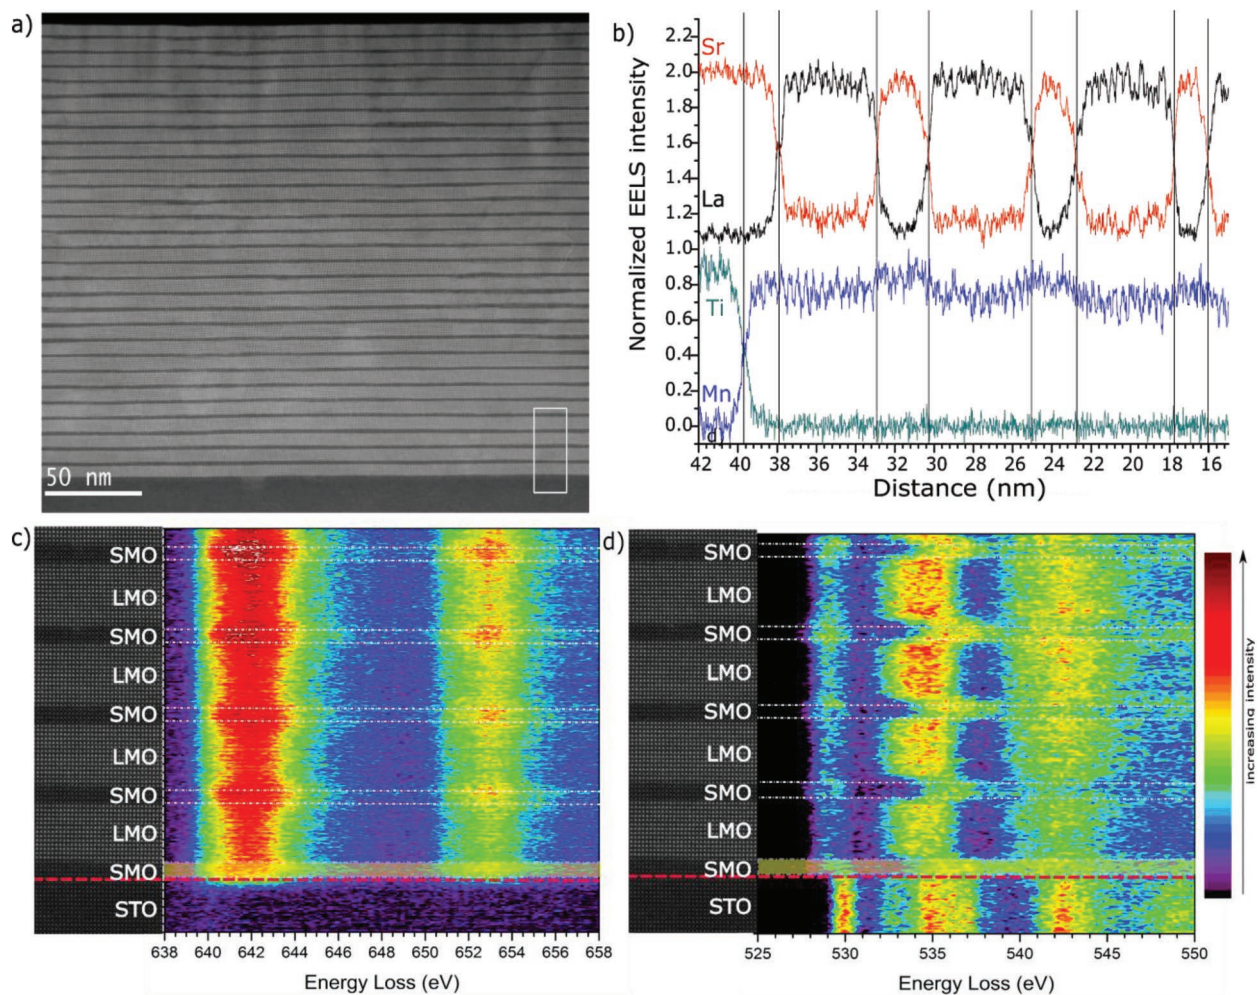 a)
50 nm
b)
Normalized EELS intensity
2.2
2.0
1.8
1.6
1.4
1.2
1.0
0.8
0.6
0.4
0.2
0.0
Sr
La
Ti
Mn
d
42 40 38 36 34 32 30 28 26 24 22 20 18 16
Distance (nm)
c)
SMO
LMO
SMO
LMO
SMO
LMO
SMO
LMO
SMO
STO
638 640 642 644 646 648 650 652 654 656 658
Energy Loss (eV)
d)
SMO
LMO
SMO
LMO
SMO
LMO
SMO
LMO
SMO
STO
525 530 535 540 545 550
Energy Loss (eV)
increasing intensity